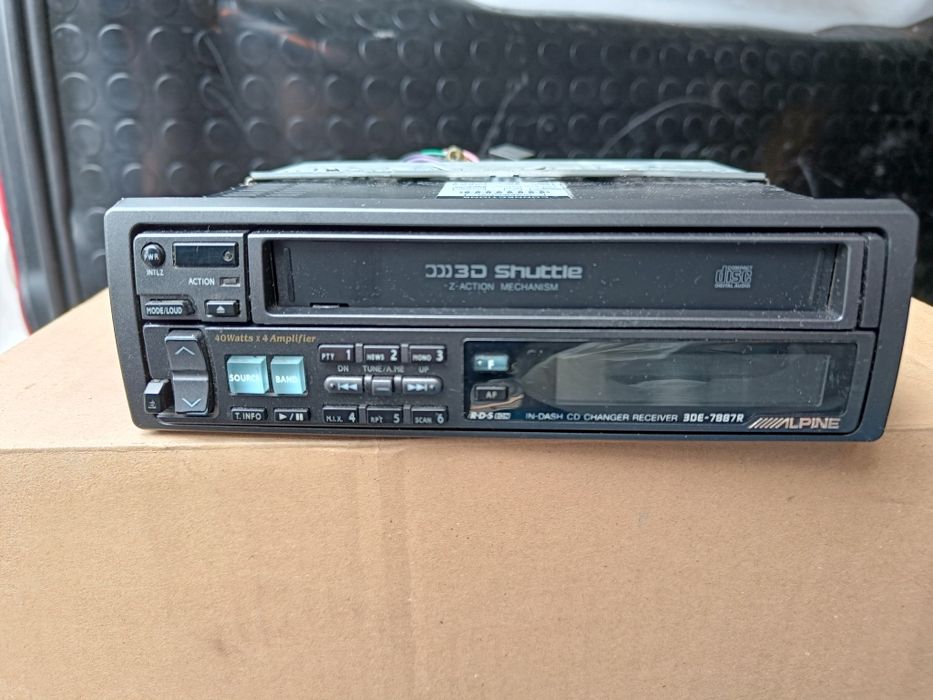 PWR
INTLZ
ACTION
MODE/LOUD
3D Shuttle
Z-ACTION MECHANISM
COMPACT
disc
DIGITAL AUDIO
40Watts x 4 Amplifier
SOURCE
BAND
PTY 1
NEWS 2
MONO 3
DN TUNE/A.ME UP
T.INFO
M.I.X. 4
RPT 5
SCAN 6
F
AF
R·D·S EON
IN-DASH CD CHANGER RECEIVER 3DE-7887R
ALPINE